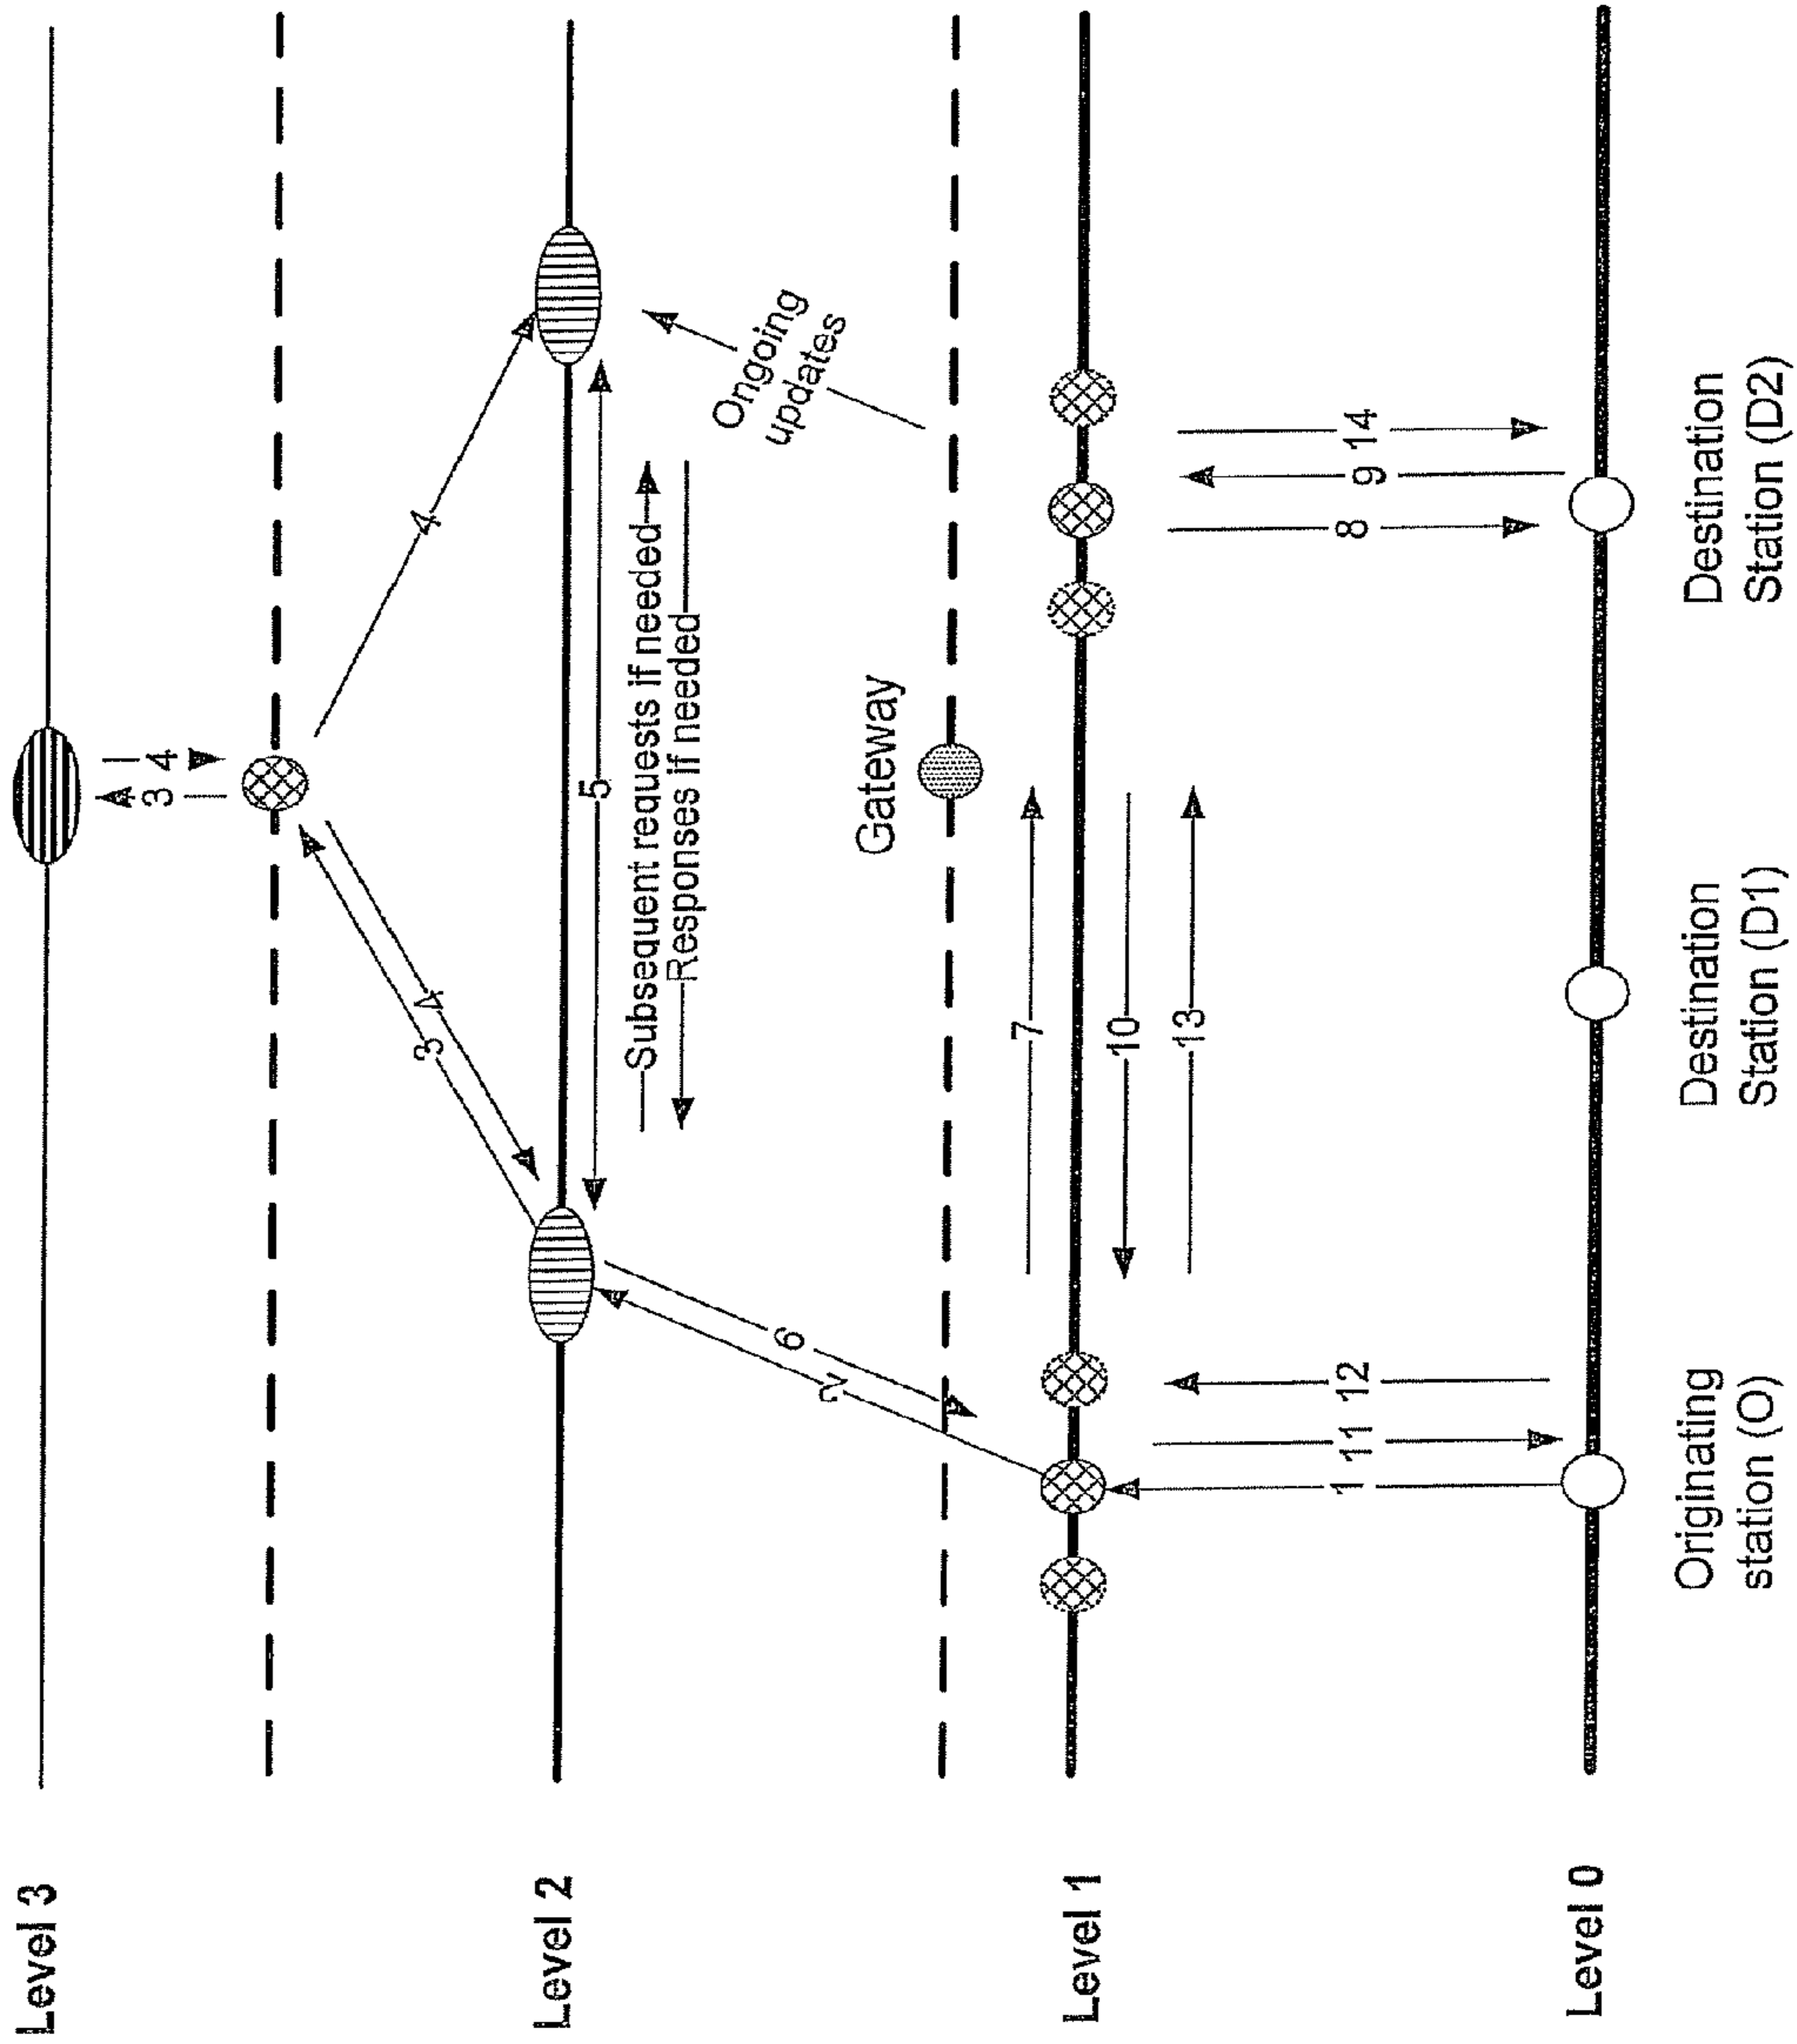 Level 3
3
4
3
4
4
Level 2
5
Subsequent requests if needed
Responses if needed
Ongoing
updates
2
6
Gateway
7
Level 1
10
13
1
11
12
8
9
14
Level 0
Originating
station (O)
Destination
Station (D1)
Destination
Station (D2)